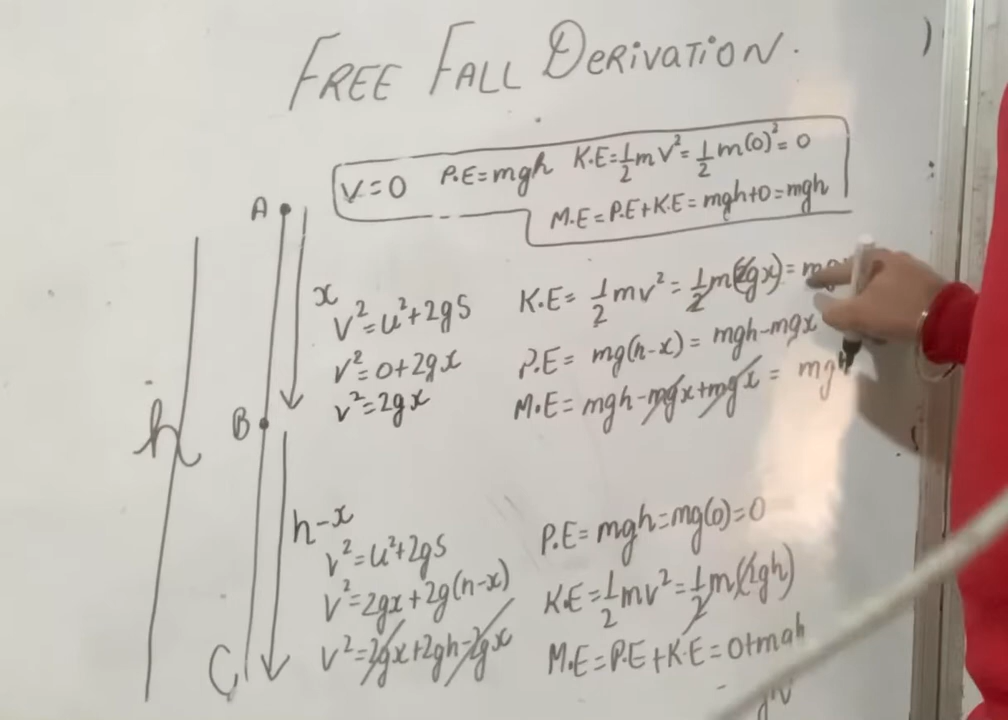 FREE FALL DERIVATION.
V=0 P.E=mgh K.E=1/2mv²=1/2m(0)²=0
M.E=P.E+K.E=mgh+0=mgh
A
x
V²=u²+2gS
V²=0+2gx
V²=2gx
K.E=1/2mv²=1/2m(2gx)=
P.E=mg(h-x)=mgh-mgx
M.E=mgh-mgx+mgx=mgh
B
h
h-x
V²=u²+2gS
V²=2gx+2g(h-x)
V²=2gx+2gh-2gx
P.E=mgh=mg(0)=0
K.E=1/2mv²=1/2m(2gh)
M.E=P.E+K.E=0+mgh
C